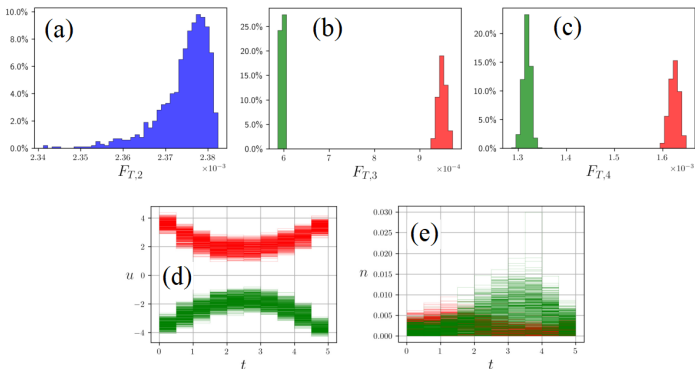 (a)
10.0%
8.0%
6.0%
4.0%
2.0%
0.0%
2.34 2.35 2.36 2.37 2.38
×10⁻³
F_{T,2}
(b)
25.0%
20.0%
15.0%
10.0%
5.0%
0.0%
6 7 8 9
×10⁻⁴
F_{T,3}
(c)
20.0%
15.0%
10.0%
5.0%
0.0%
1.3 1.4 1.5 1.6
×10⁻³
F_{T,4}
(d)
4
2
u 0
−2
−4
0 1 2 3 4 5
t
(e)
0.030
0.025
n 0.020
0.015
0.010
0.005
0.000
0 1 2 3 4 5
t